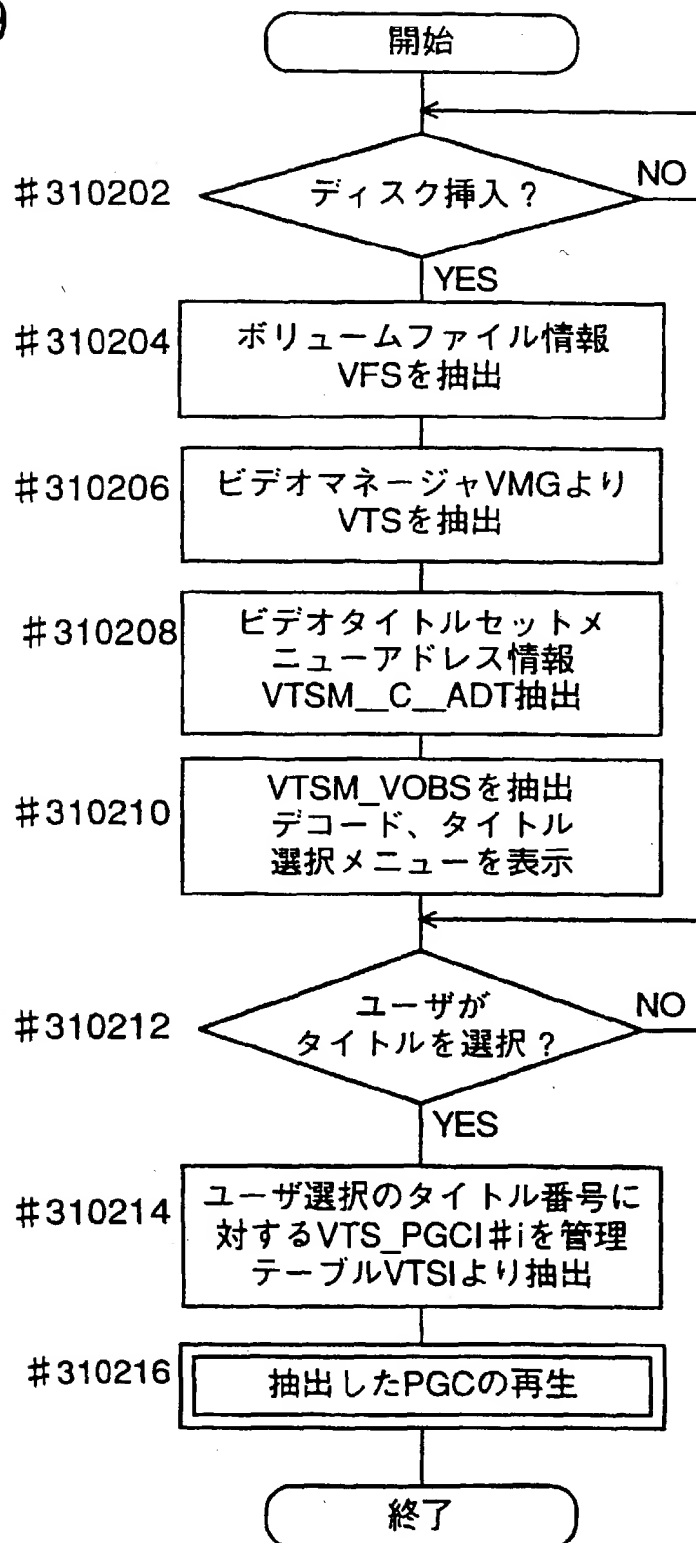 9
開始
#310202
ディスク挿入?
NO
YES
#310204
ボリュームファイル情報
VFSを抽出
#310206
ビデオマネージャVMGより
VTSを抽出
#310208
ビデオタイトルセットメ
ニューアドレス情報
VTSM__C__ADT抽出
#310210
VTSM_VOBSを抽出
デコード、タイトル
選択メニューを表示
#310212
ユーザが
タイトルを選択?
NO
YES
#310214
ユーザ選択のタイトル番号に
対するVTS_PGCI#iを管理
テーブルVTSIより抽出
#310216
抽出したPGCの再生
終了